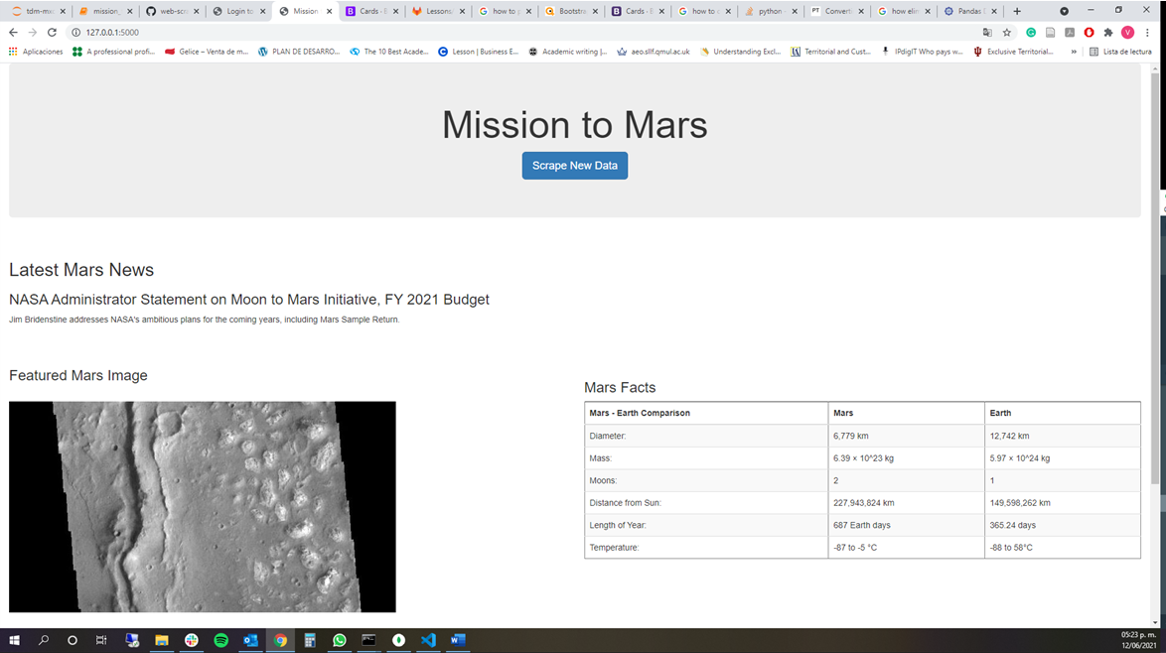 tdm-m
mission_
web-scr
Login to
Mission
Cards - B
Lessons
how to
Bootstra
Cards - B
how to
python -
PT Convert
how elim
Pandas
127.0.0.1:5000
Aplicaciones
A professional profi...
Gelice – Venta de m...
PLAN DE DESARRO...
The 10 Best Acade...
Lesson | Business E...
Academic writing |...
aeo.sllf.qmul.ac.uk
Understanding Excl...
Territorial and Cust...
IPdigIT Who pays w...
Exclusive Territorial...
»
Lista de lectura
Mission to Mars
Scrape New Data
Latest Mars News
NASA Administrator Statement on Moon to Mars Initiative, FY 2021 Budget
Jim Bridenstine addresses NASA's ambitious plans for the coming years, including Mars Sample Return.
Featured Mars Image
Mars Facts
Mars - Earth Comparison Mars Earth
Diameter: 6,779 km 12,742 km
Mass: 6.39 × 10^23 kg 5.97 × 10^24 kg
Moons: 2 1
Distance from Sun: 227,943,824 km 149,598,262 km
Length of Year: 687 Earth days 365.24 days
Temperature: -87 to -5 °C -88 to 58°C
05:23 p. m.
12/06/2021